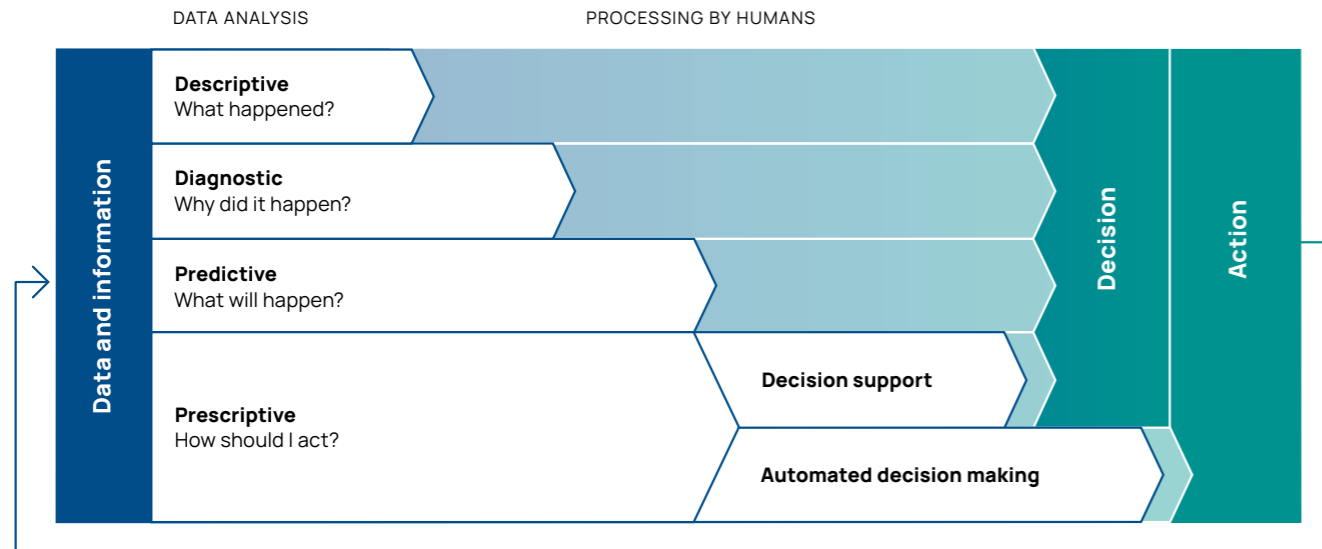 DATA ANALYSIS
PROCESSING BY HUMANS
Data and information
Descriptive
What happened?
Diagnostic
Why did it happen?
Predictive
What will happen?
Prescriptive
How should I act?
Decision support
Automated decision making
Decision
Action